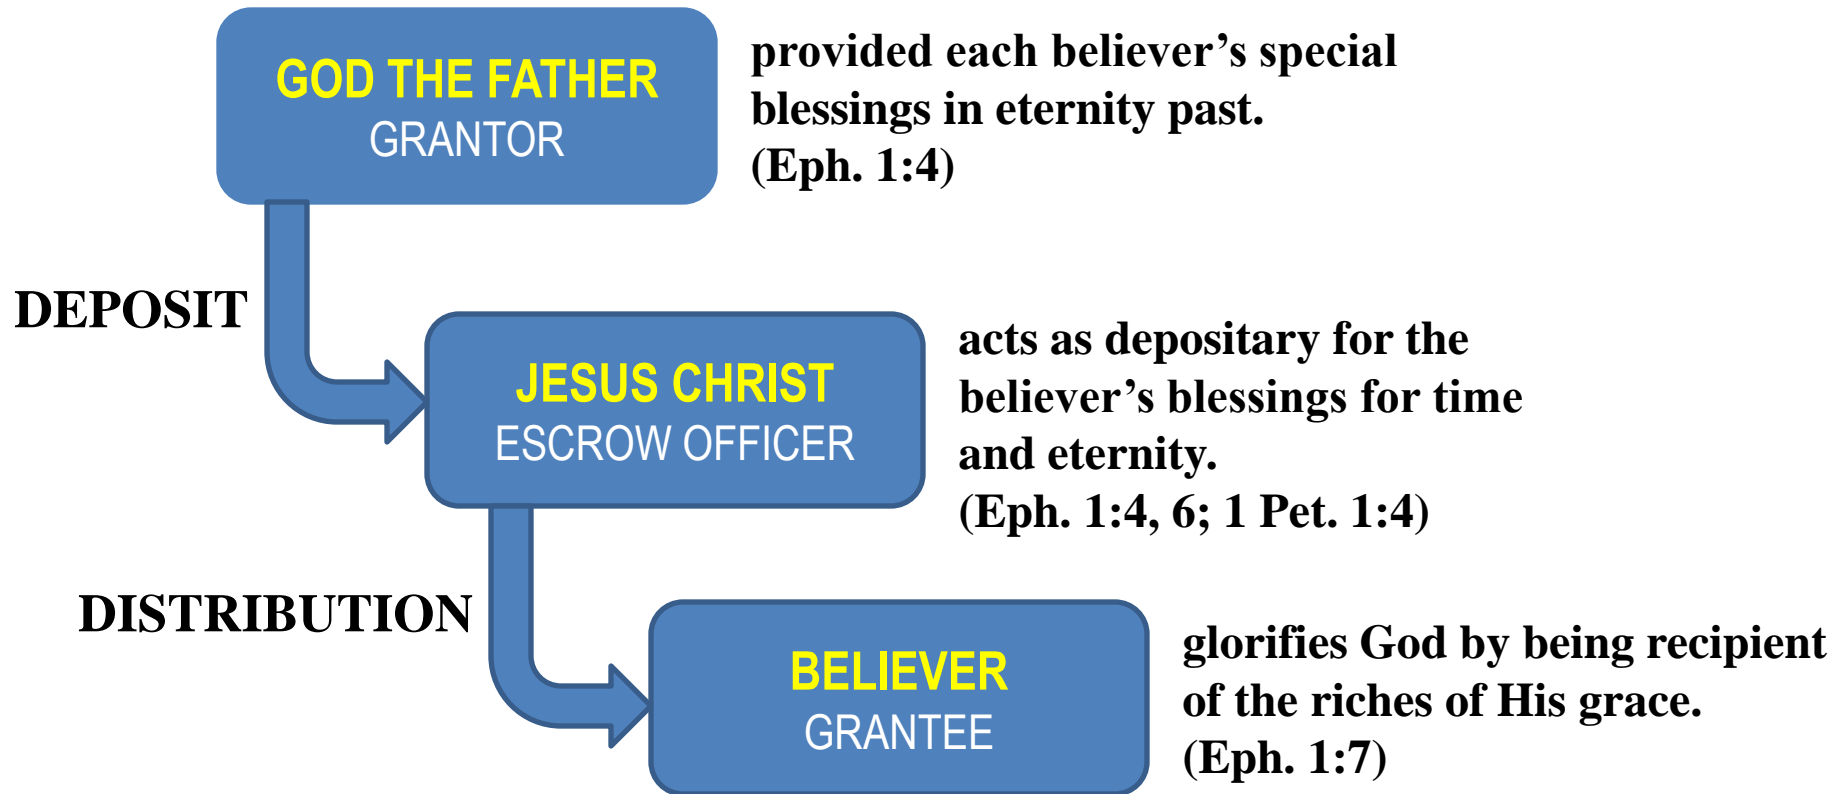 GOD THE FATHER
GRANTOR
provided each believer’s special
blessings in eternity past.
(Eph. 1:4)
DEPOSIT
JESUS CHRIST
ESCROW OFFICER
acts as depositary for the
believer’s blessings for time
and eternity.
(Eph. 1:4, 6; 1 Pet. 1:4)
DISTRIBUTION
BELIEVER
GRANTEE
glorifies God by being recipient
of the riches of His grace.
(Eph. 1:7)